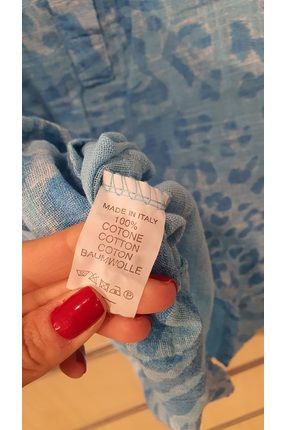 MADE IN ITALY
100%
COTONE
COTTON
COTON
BAUMWOLLE